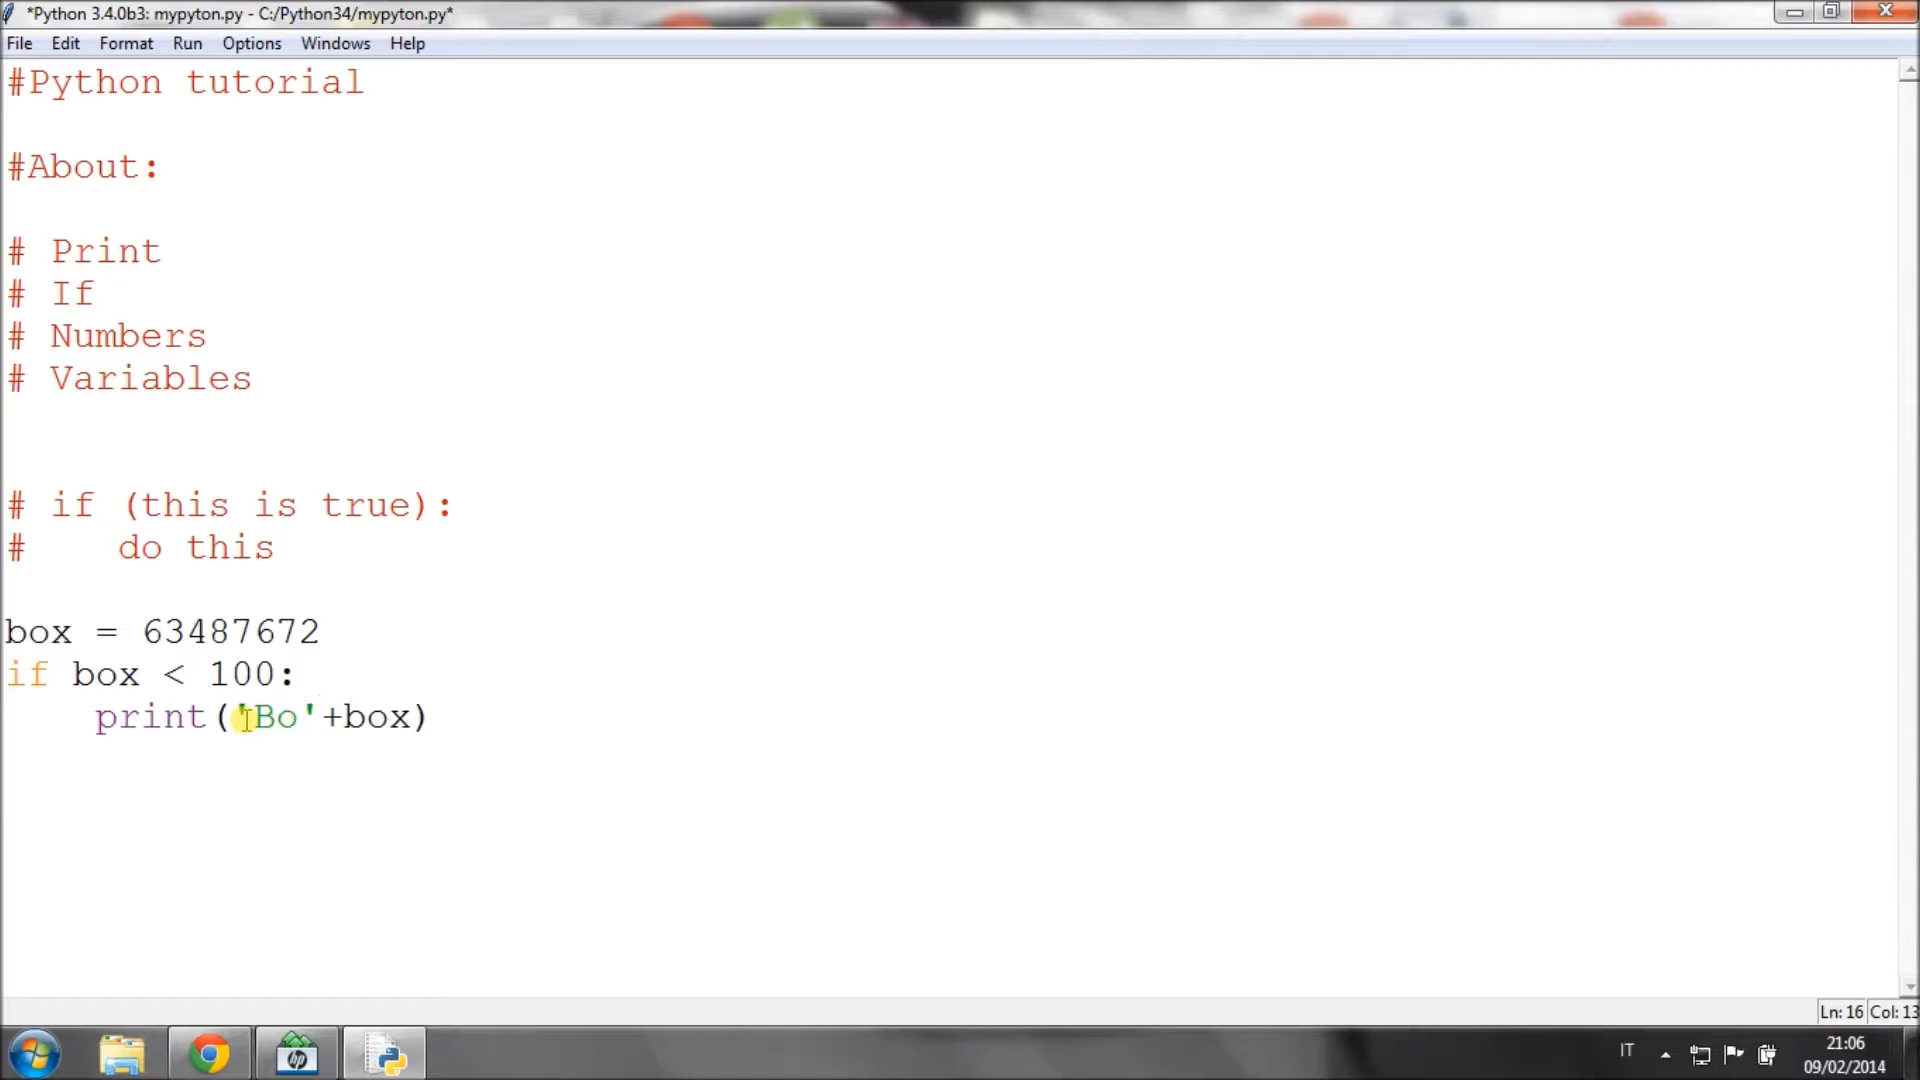 *Python 3.4.0b3: mypyton.py - C:/Python34/mypyton.py*
File Edit Format Run Options Windows Help
#Python tutorial
#About:
# Print
# If
# Numbers
# Variables
# if (this is true):
#    do this
box = 63487672
if box < 100:
    print('Bo'+box)
Ln: 16 Col: 13
hp
IT
21:06
09/02/2014